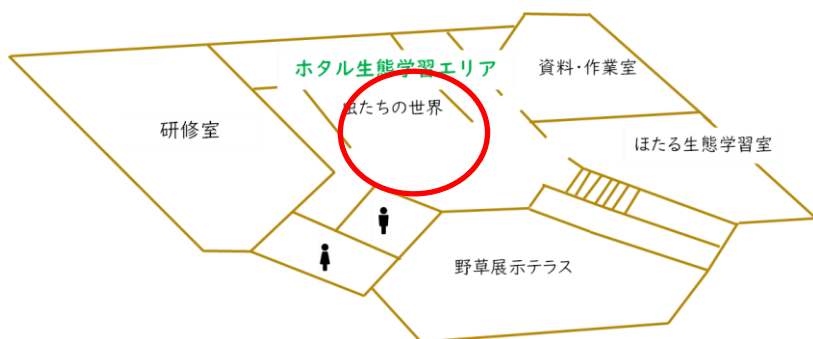 ホタル生態学習エリア
資料・作業室
虫たちの世界
研修室
ほたる生態学習室
野草展示テラス